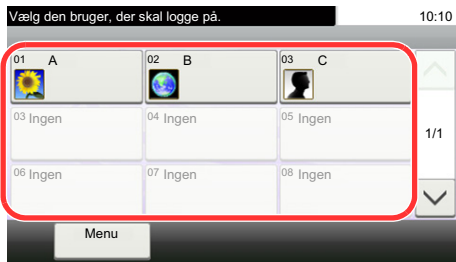 Vælg den bruger, der skal logge på. 10:10
01 A 02 B 03 C
03 Ingen 04 Ingen 05 Ingen
1/1
06 Ingen 07 Ingen 08 Ingen
Menu